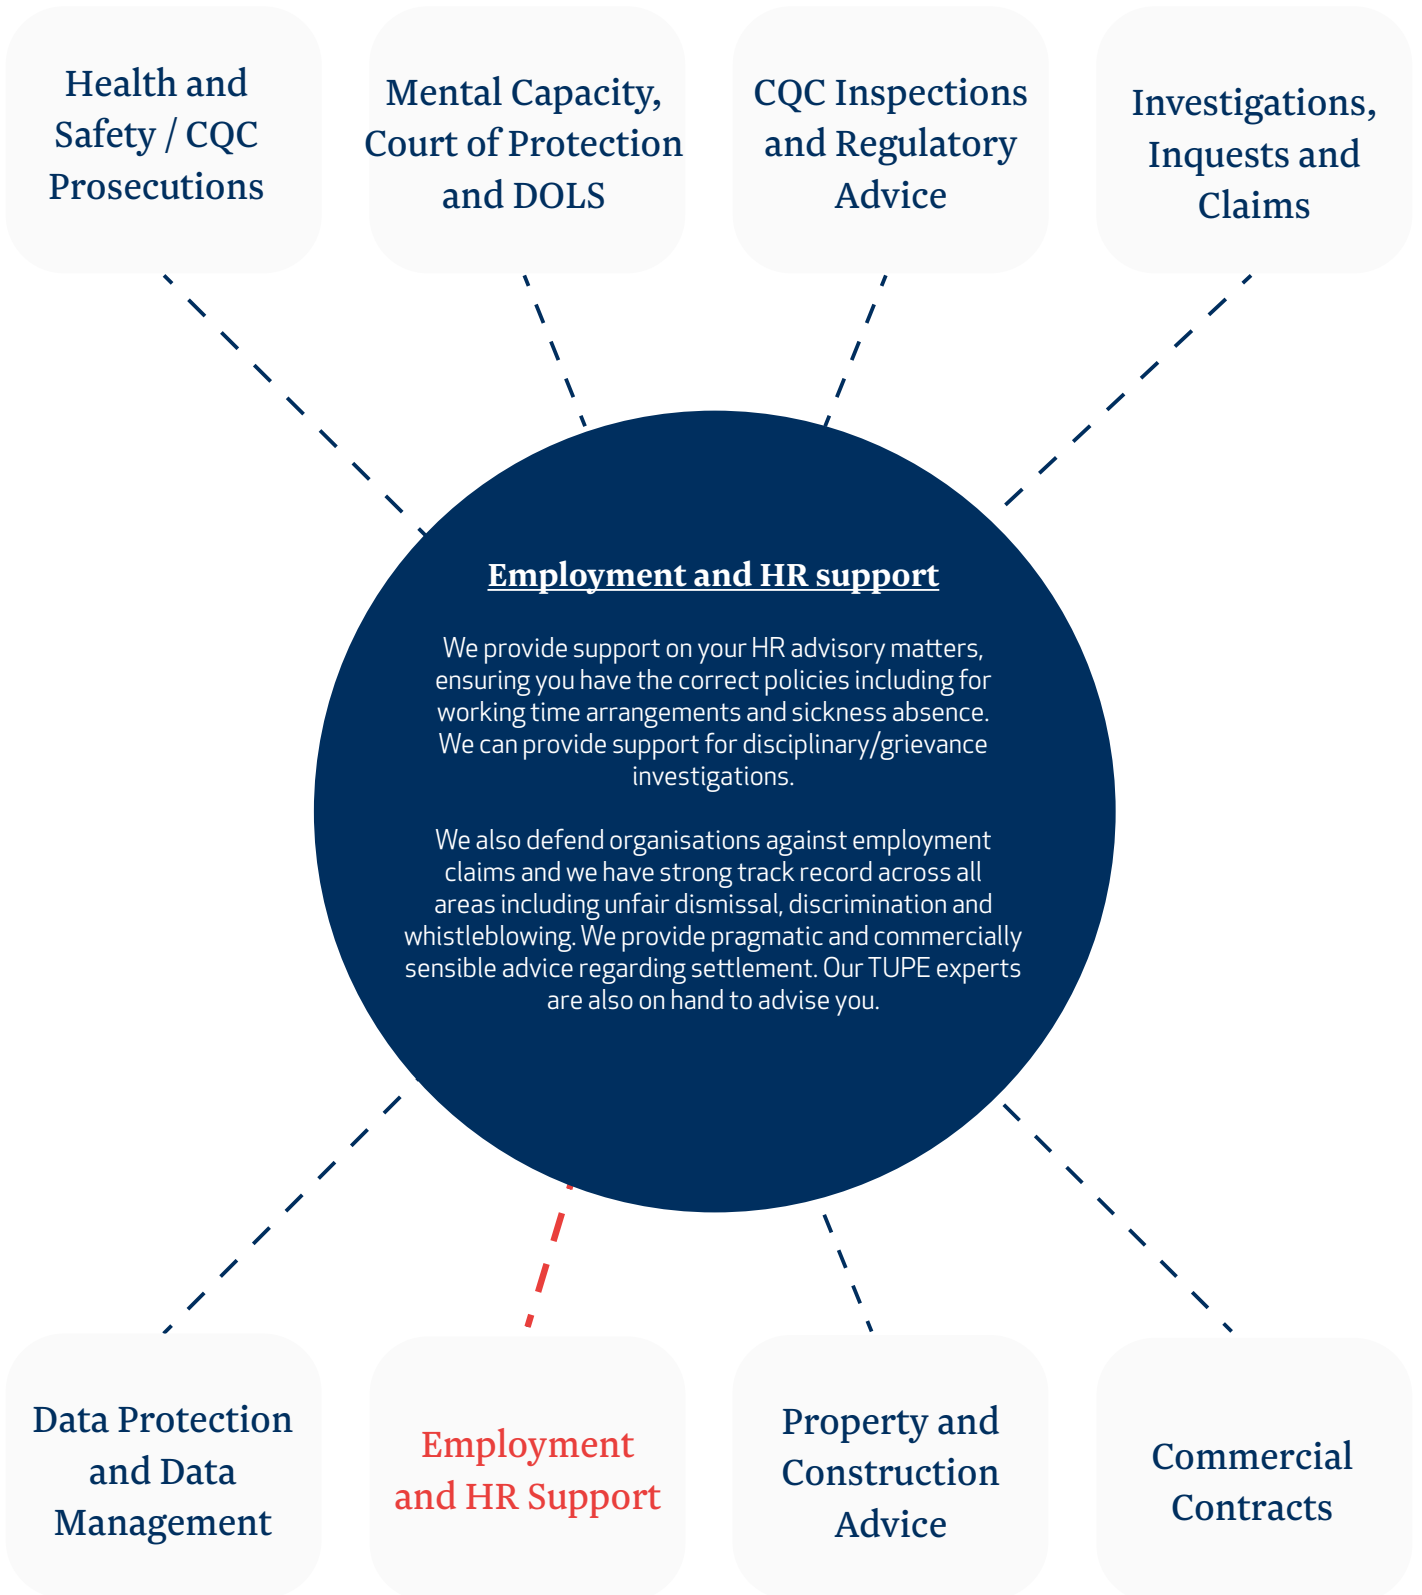 Health and
Safety / CQC
Prosecutions
Mental Capacity,
Court of Protection
and DOLS
CQC Inspections
and Regulatory
Advice
Investigations,
Inquests and
Claims
Employment and HR support
We provide support on your HR advisory matters,
ensuring you have the correct policies including for
working time arrangements and sickness absence.
We can provide support for disciplinary/grievance
investigations.
We also defend organisations against employment
claims and we have strong track record across all
areas including unfair dismissal, discrimination and
whistleblowing. We provide pragmatic and commercially
sensible advice regarding settlement. Our TUPE experts
are also on hand to advise you.
Data Protection
and Data
Management
Employment
and HR Support
Property and
Construction
Advice
Commercial
Contracts